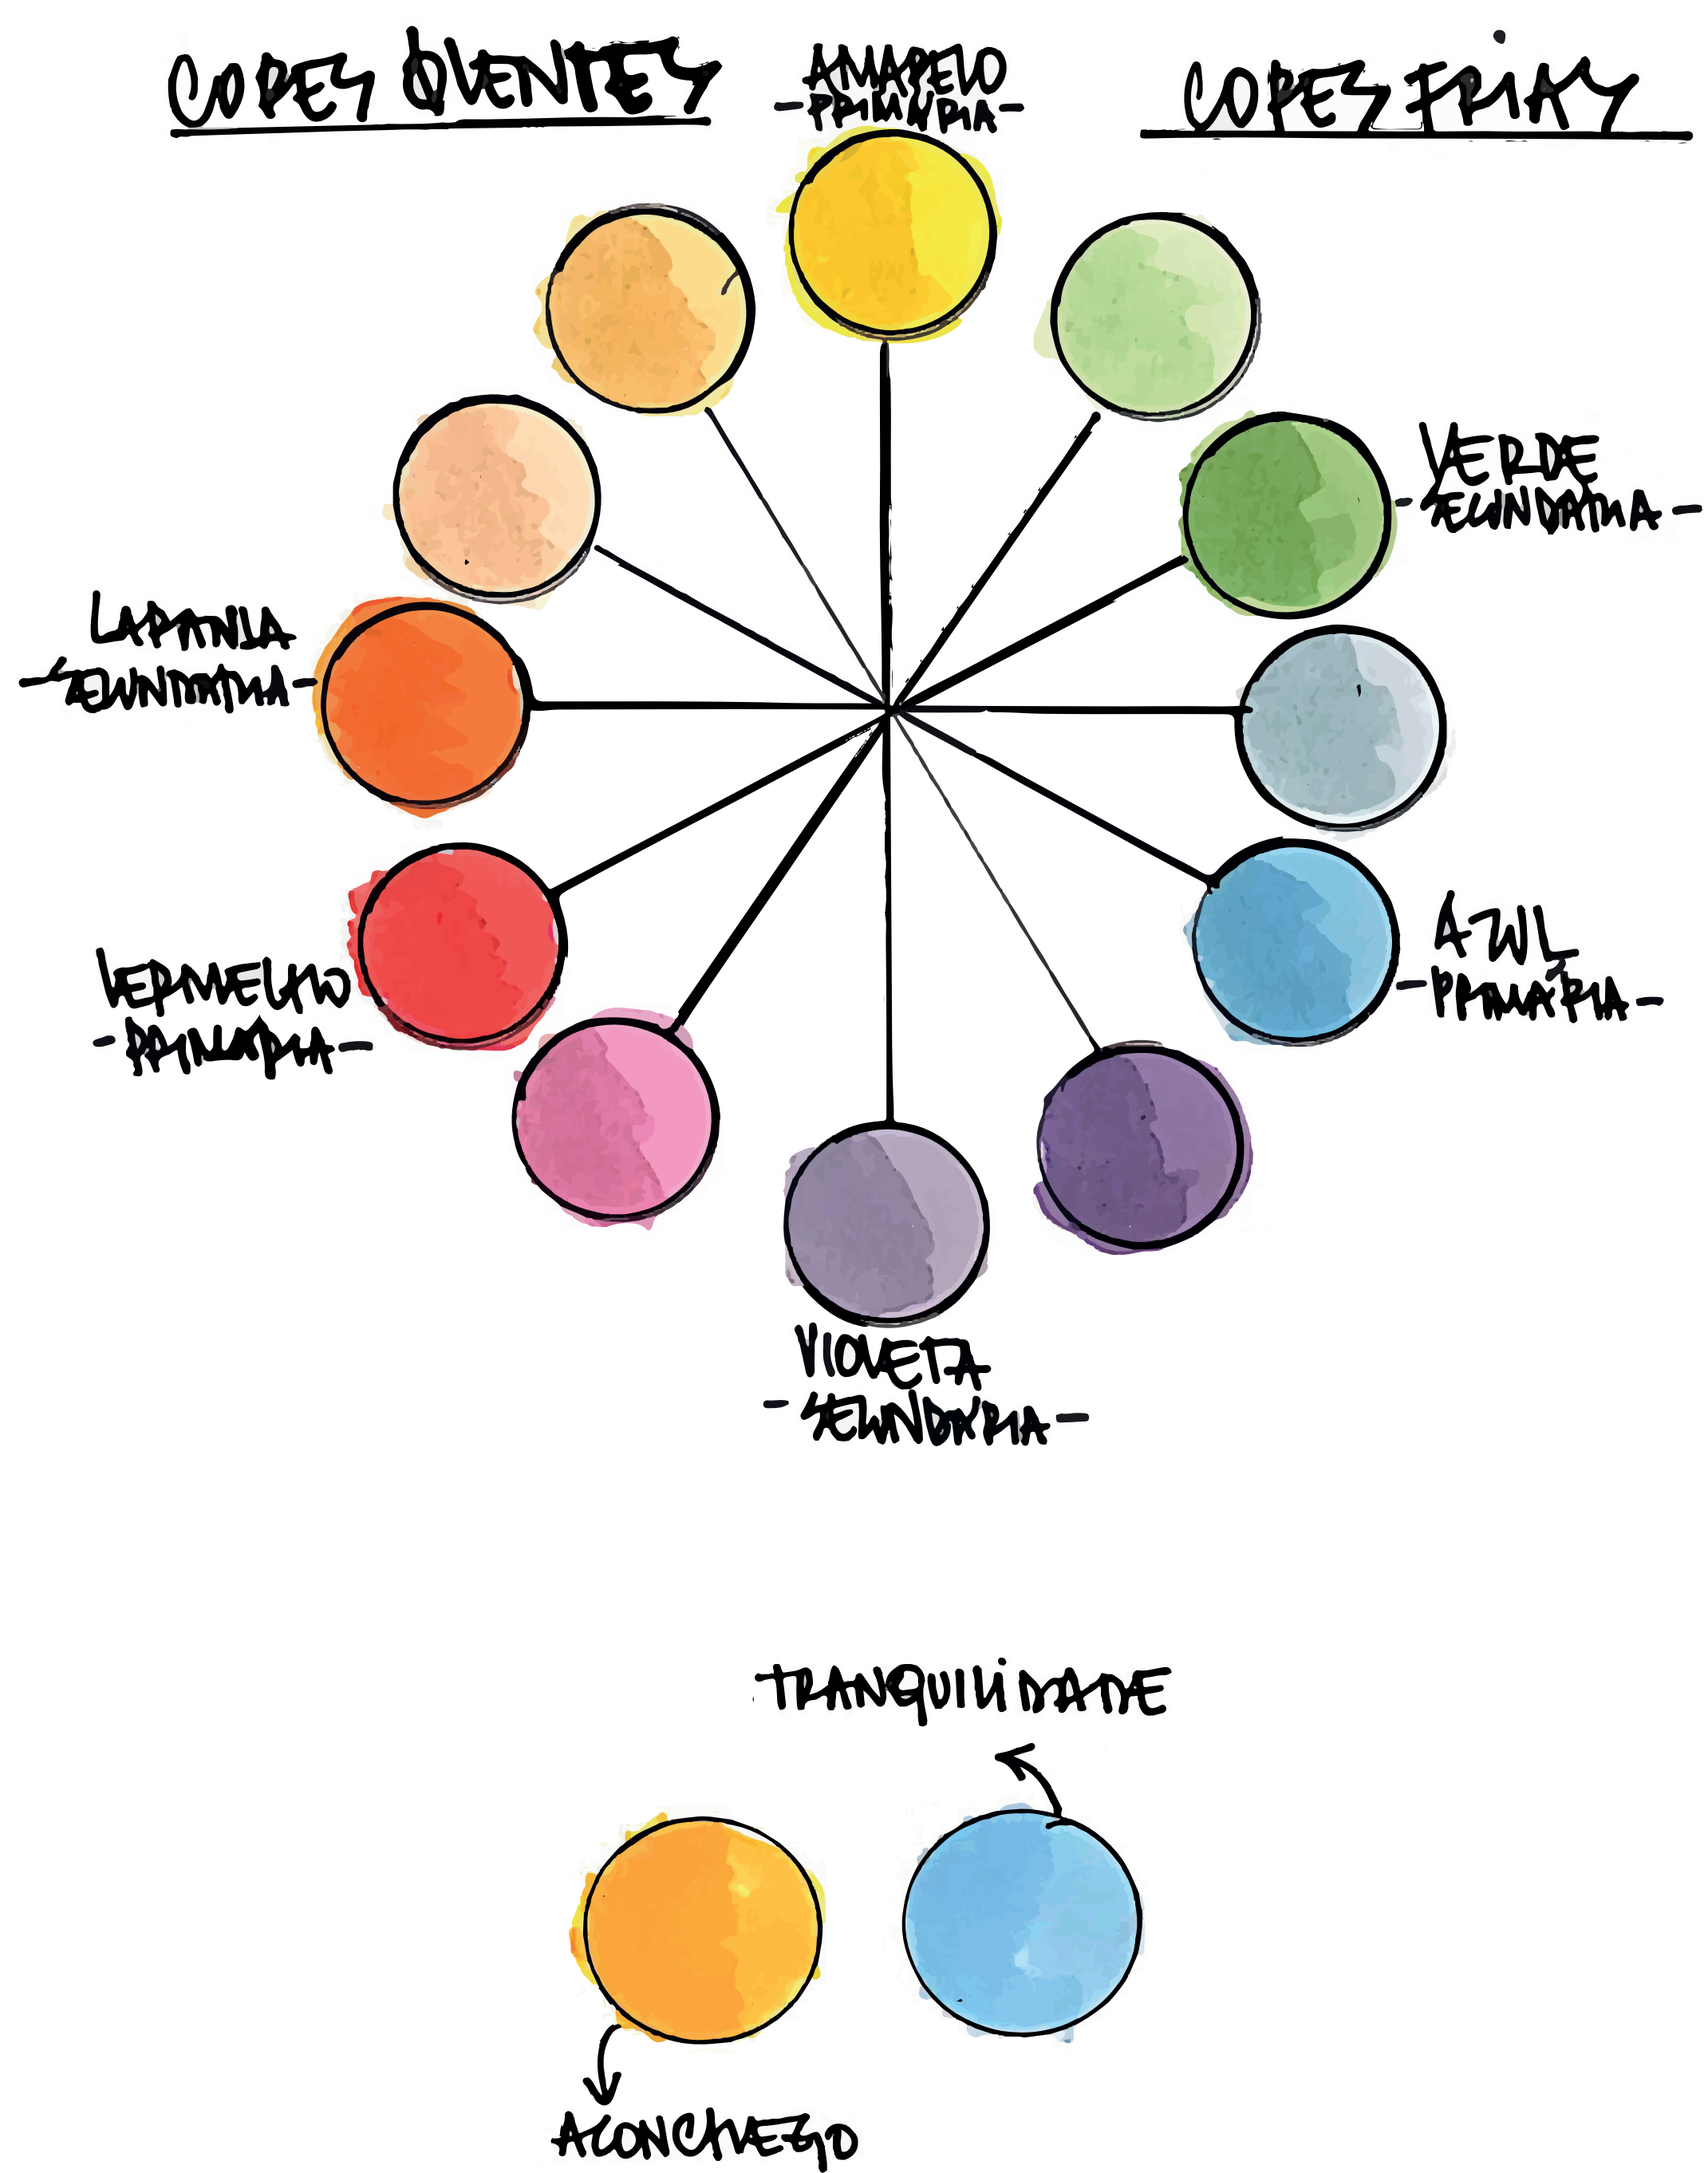 CORES QUENTES
AMARELO
- PRIMÁRIA -
CORES FRIAS
VERDE
- SECUNDÁRIA -
LARANJA
- SECUNDÁRIA -
AZUL
- PRIMÁRIA -
VERMELHO
- PRIMÁRIA -
VIOLETA
- SECUNDÁRIA -
TRANQUILIDADE
ACONCHEGO